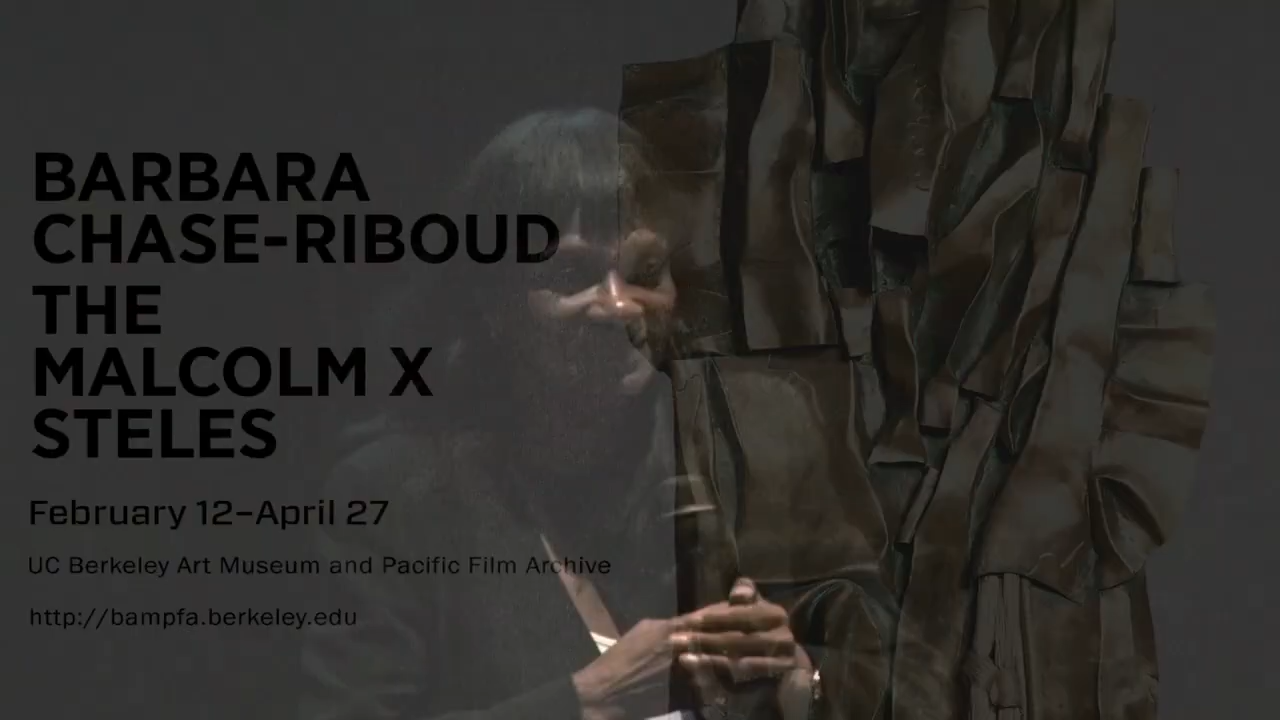 BARBARA
CHASE-RIBOUD
THE
MALCOLM X
STELES
February 12–April 27
UC Berkeley Art Museum and Pacific Film Archive
http://bampfa.berkeley.edu